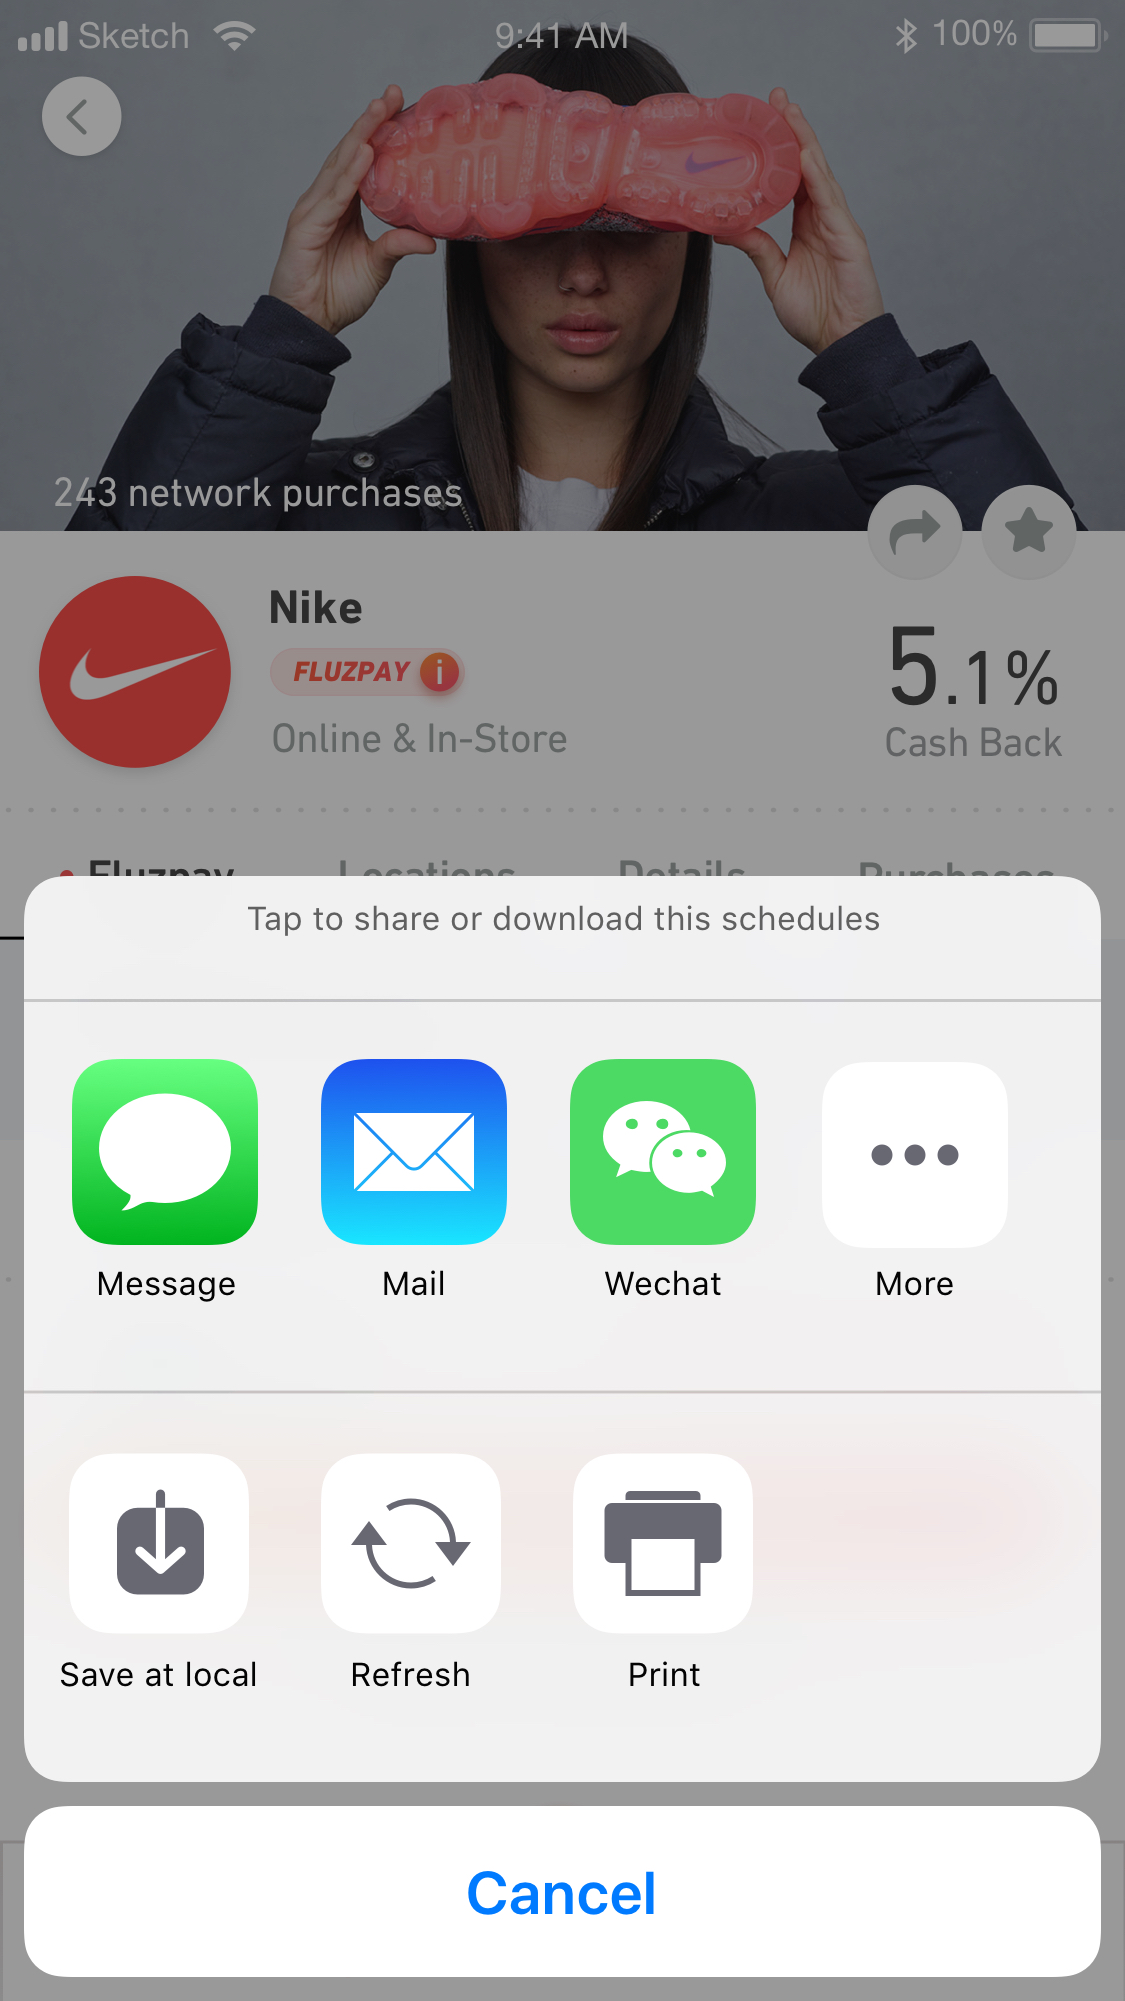 Sketch 9:41 AM 100%
243 network purchases
Nike
FLUZPAY i
Online & In-Store
5.1%
Cash Back
Fluzpay Locations Details Purchases
Tap to share or download this schedules
Message Mail Wechat More
Save at local Refresh Print
Cancel